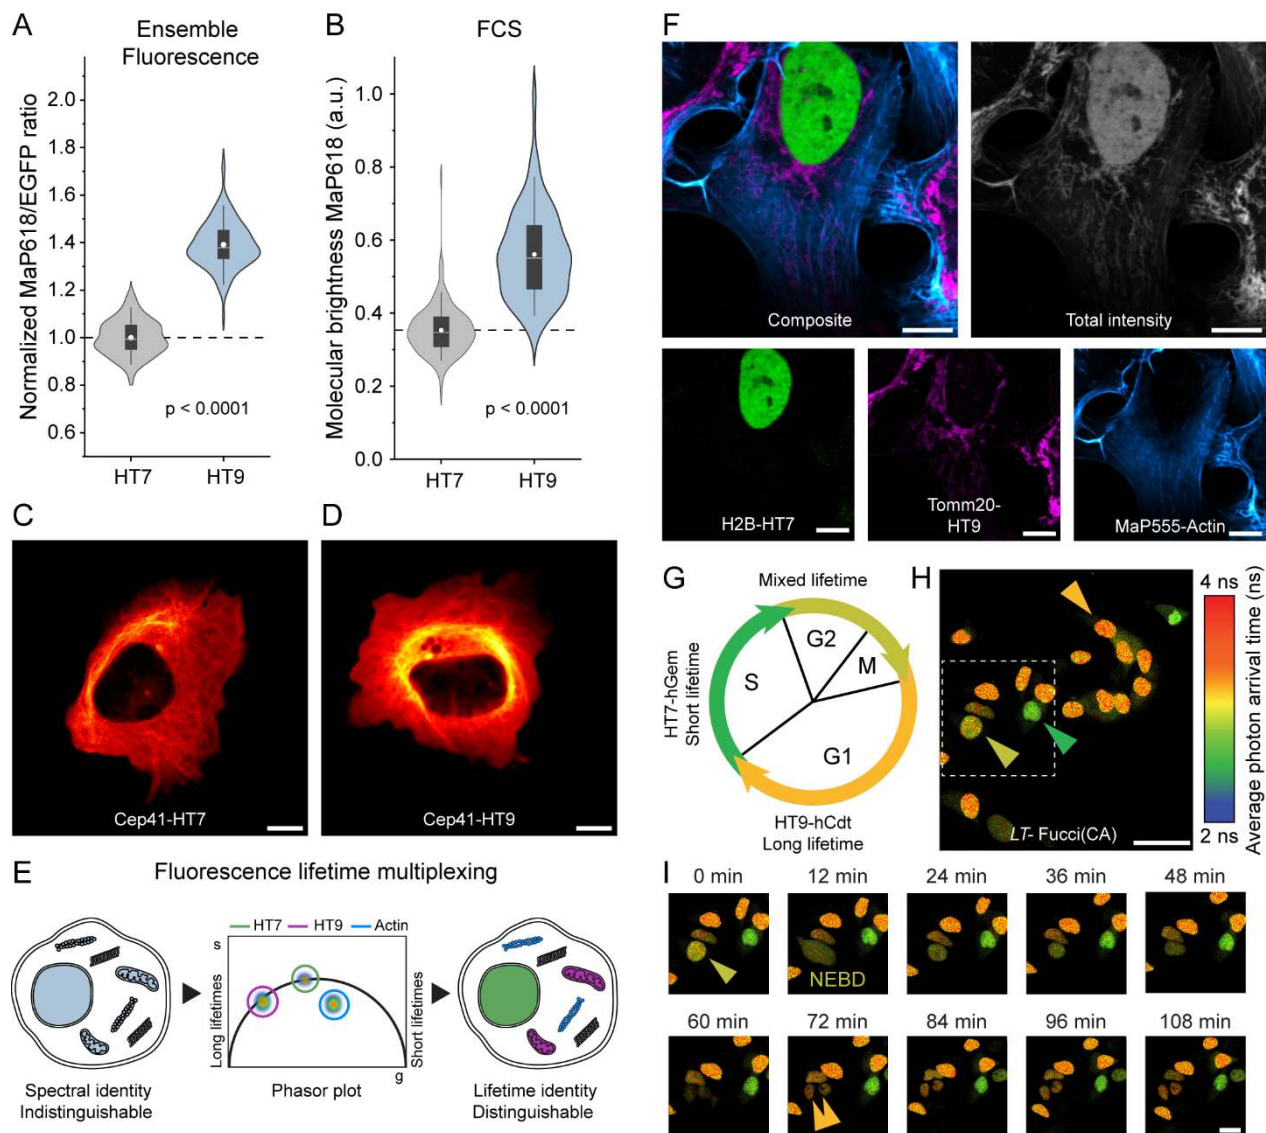 A
Ensemble
Fluorescence
Normalized MaP618/EGFP ratio
2.0
1.8
1.6
1.4
1.2
1.0
0.8
0.6
p < 0.0001
HT7
HT9
B
FCS
Molecular brightness MaP618 (a.u.)
1.0
0.8
0.6
0.4
0.2
0.0
p < 0.0001
HT7
HT9
C
Cep41-HT7
D
Cep41-HT9
E
Fluorescence lifetime multiplexing
Spectral identity
Indistinguishable
HT7
HT9
Actin
s
Long lifetimes
Short lifetimes
g
Phasor plot
Lifetime identity
Distinguishable
F
Composite
Total intensity
H2B-HT7
Tomm20-
HT9
MaP555-Actin
G
Mixed lifetime
G2
M
S
G1
HT7-hGem
Short lifetime
HT9-hCdt
Long lifetime
H
LT- Fucci(CA)
4 ns
2 ns
Average photon arrival time (ns)
I
0 min
12 min
24 min
36 min
48 min
NEBD
60 min
72 min
84 min
96 min
108 min